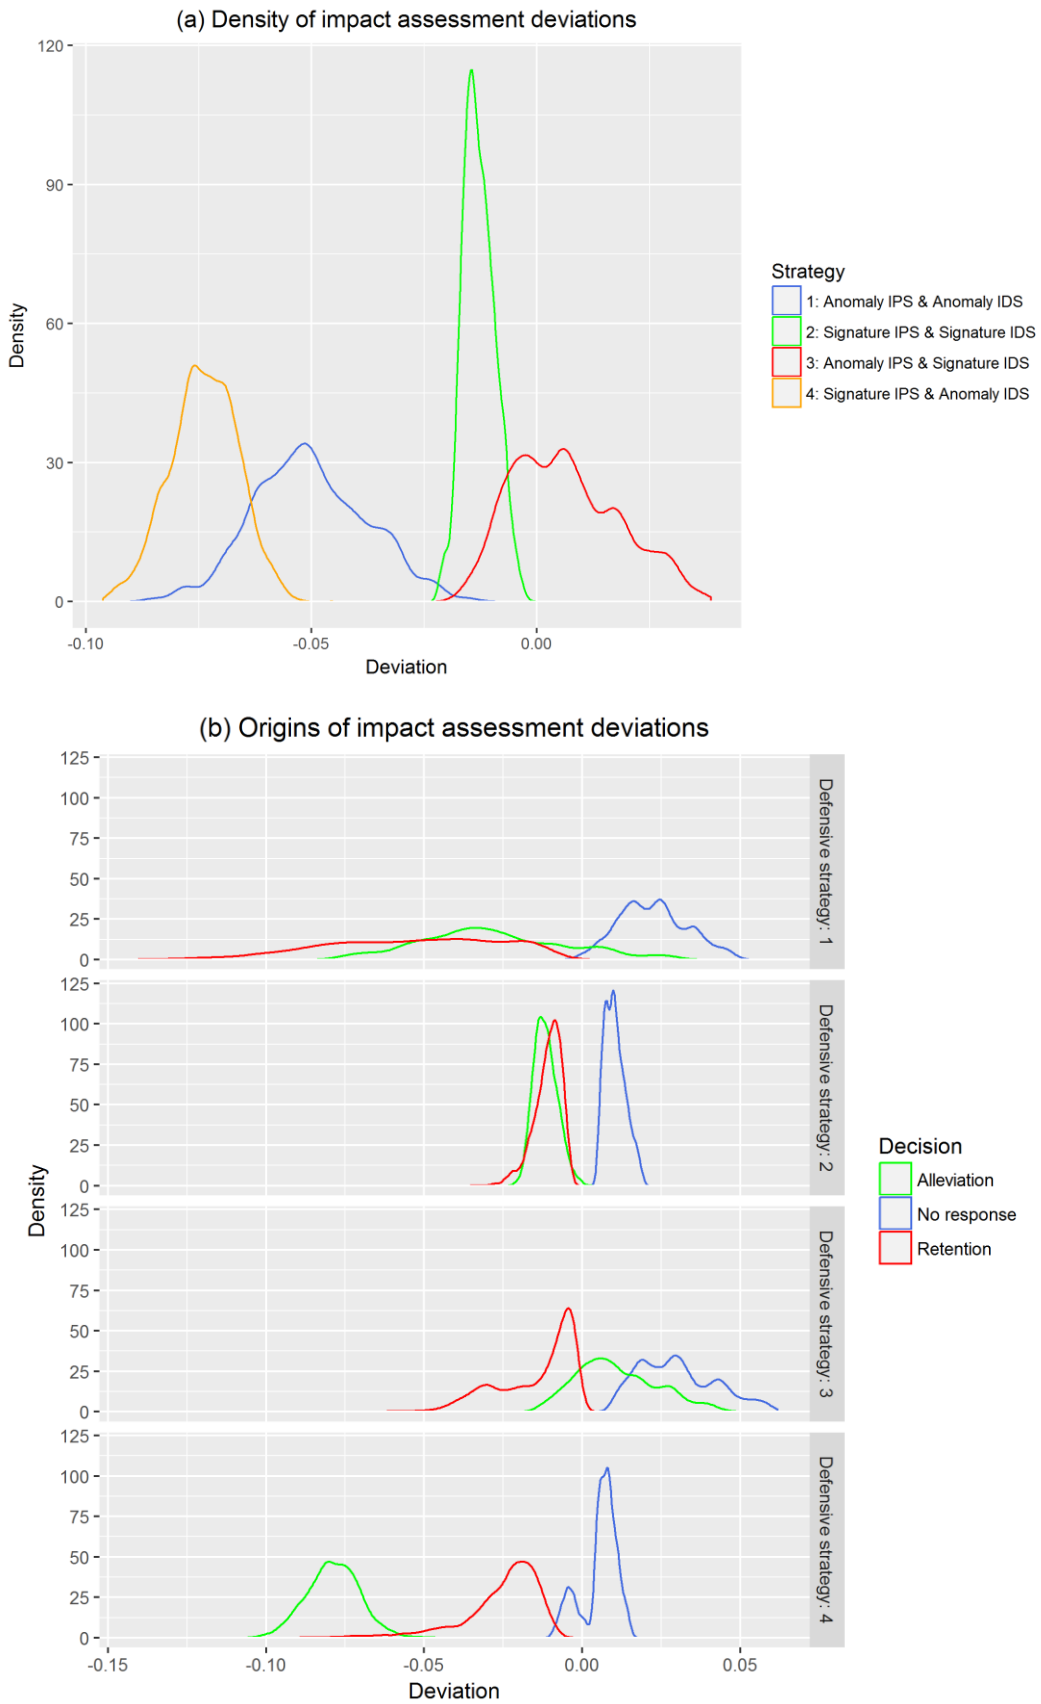 (a) Density of impact assessment deviations
120
90
60
30
0
Density
-0.10
-0.05
0.00
Deviation
Strategy
1: Anomaly IPS & Anomaly IDS
2: Signature IPS & Signature IDS
3: Anomaly IPS & Signature IDS
4: Signature IPS & Anomaly IDS
(b) Origins of impact assessment deviations
125
100
75
50
25
0
Defensive strategy: 1
125
100
75
50
25
0
Defensive strategy: 2
125
100
75
50
25
0
Defensive strategy: 3
125
100
75
50
25
0
Defensive strategy: 4
Density
-0.15
-0.10
-0.05
0.00
0.05
Deviation
Decision
Alleviation
No response
Retention